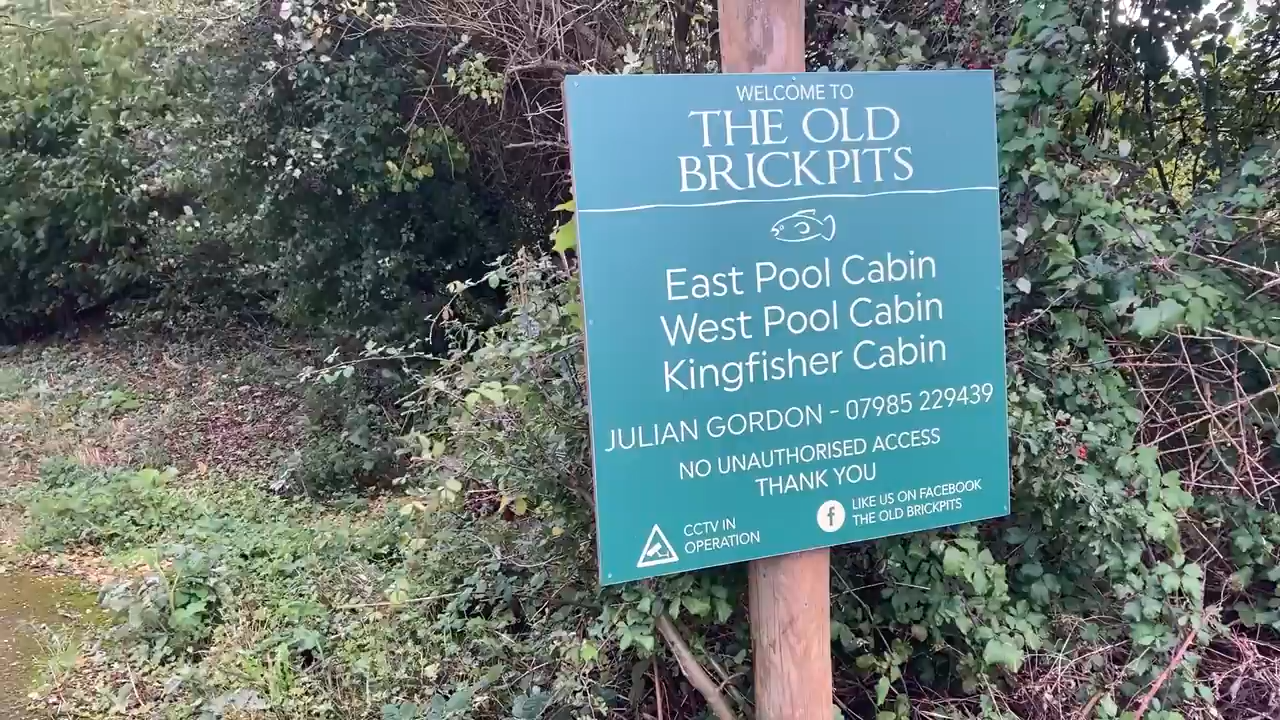 WELCOME TO
THE OLD
BRICKPITS
East Pool Cabin
West Pool Cabin
Kingfisher Cabin
JULIAN GORDON - 07985 229439
NO UNAUTHORISED ACCESS
THANK YOU
CCTV IN
OPERATION
f
LIKE US ON FACEBOOK
THE OLD BRICKPITS